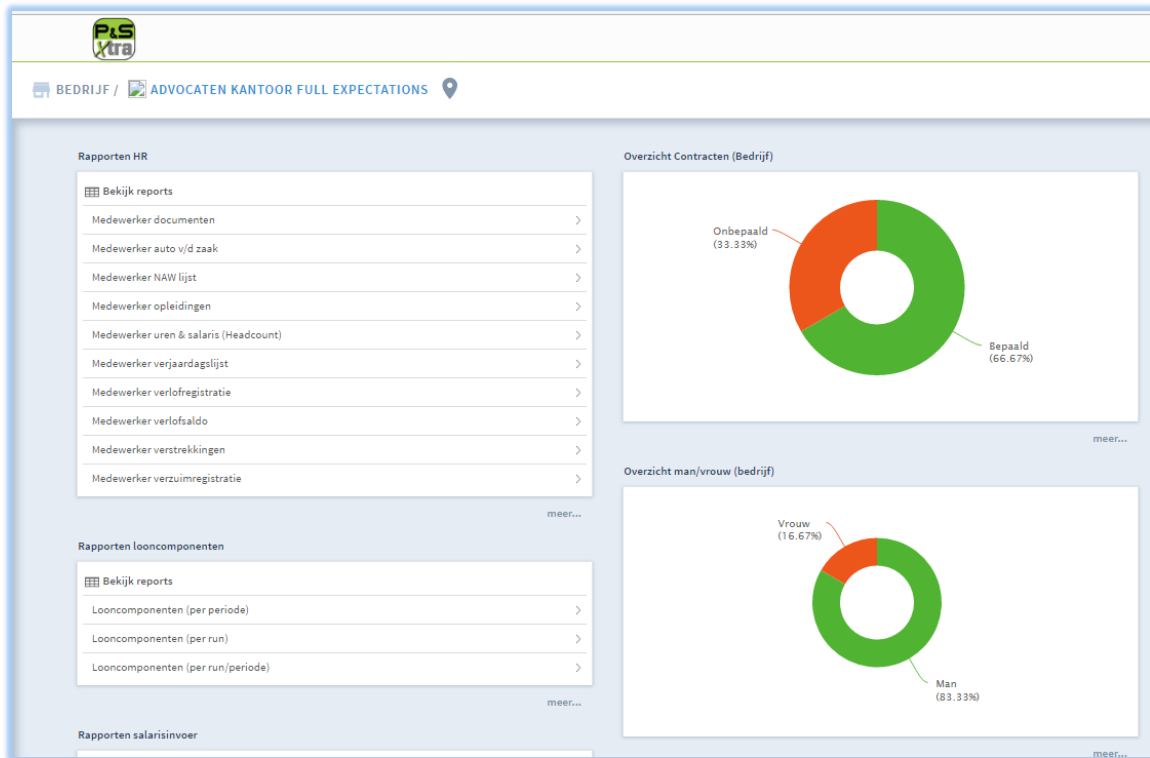 P&S
Xtra
BEDRIJF / ADVOCATEN KANTOOR FULL EXPECTATIONS
Rapporten HR
Bekijk reports
Medewerker documenten
Medewerker auto v/d zaak
Medewerker NAW lijst
Medewerker opleidingen
Medewerker uren & salaris (Headcount)
Medewerker verjaardagslijst
Medewerker verlofregistratie
Medewerker verlofsaldo
Medewerker verstrekkingen
Medewerker verzuimregistratie
meer...
Rapporten looncomponenten
Bekijk reports
Looncomponenten (per periode)
Looncomponenten (per run)
Looncomponenten (per run/periode)
meer...
Rapporten salarisinvoer
Overzicht Contracten (Bedrijf)
Onbepaald
(33.33%)
Bepaald
(66.67%)
meer...
Overzicht man/vrouw (bedrijf)
Vrouw
(16.67%)
Man
(83.33%)
meer...